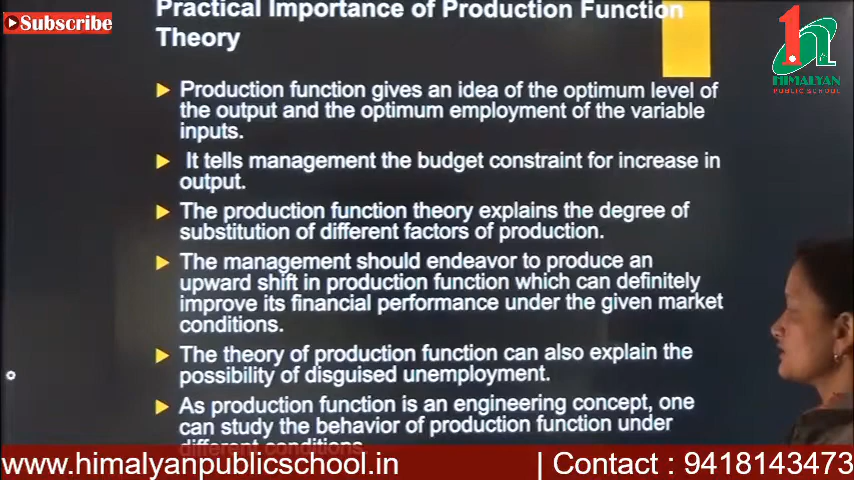 Practical Importance of Production Function
Theory
Subscribe
HIMALYAN
PUBLIC SCHOOL
Production function gives an idea of the optimum level of
the output and the optimum employment of the variable
inputs.
It tells management the budget constraint for increase in
output.
The production function theory explains the degree of
substitution of different factors of production.
The management should endeavor to produce an
upward shift in production function which can definitely
improve its financial performance under the given market
conditions.
The theory of production function can also explain the
possibility of disguised unemployment.
As production function is an engineering concept, one
can study the behavior of production function under
different conditions.
www.himalyanpublicschool.in | Contact : 9418143473